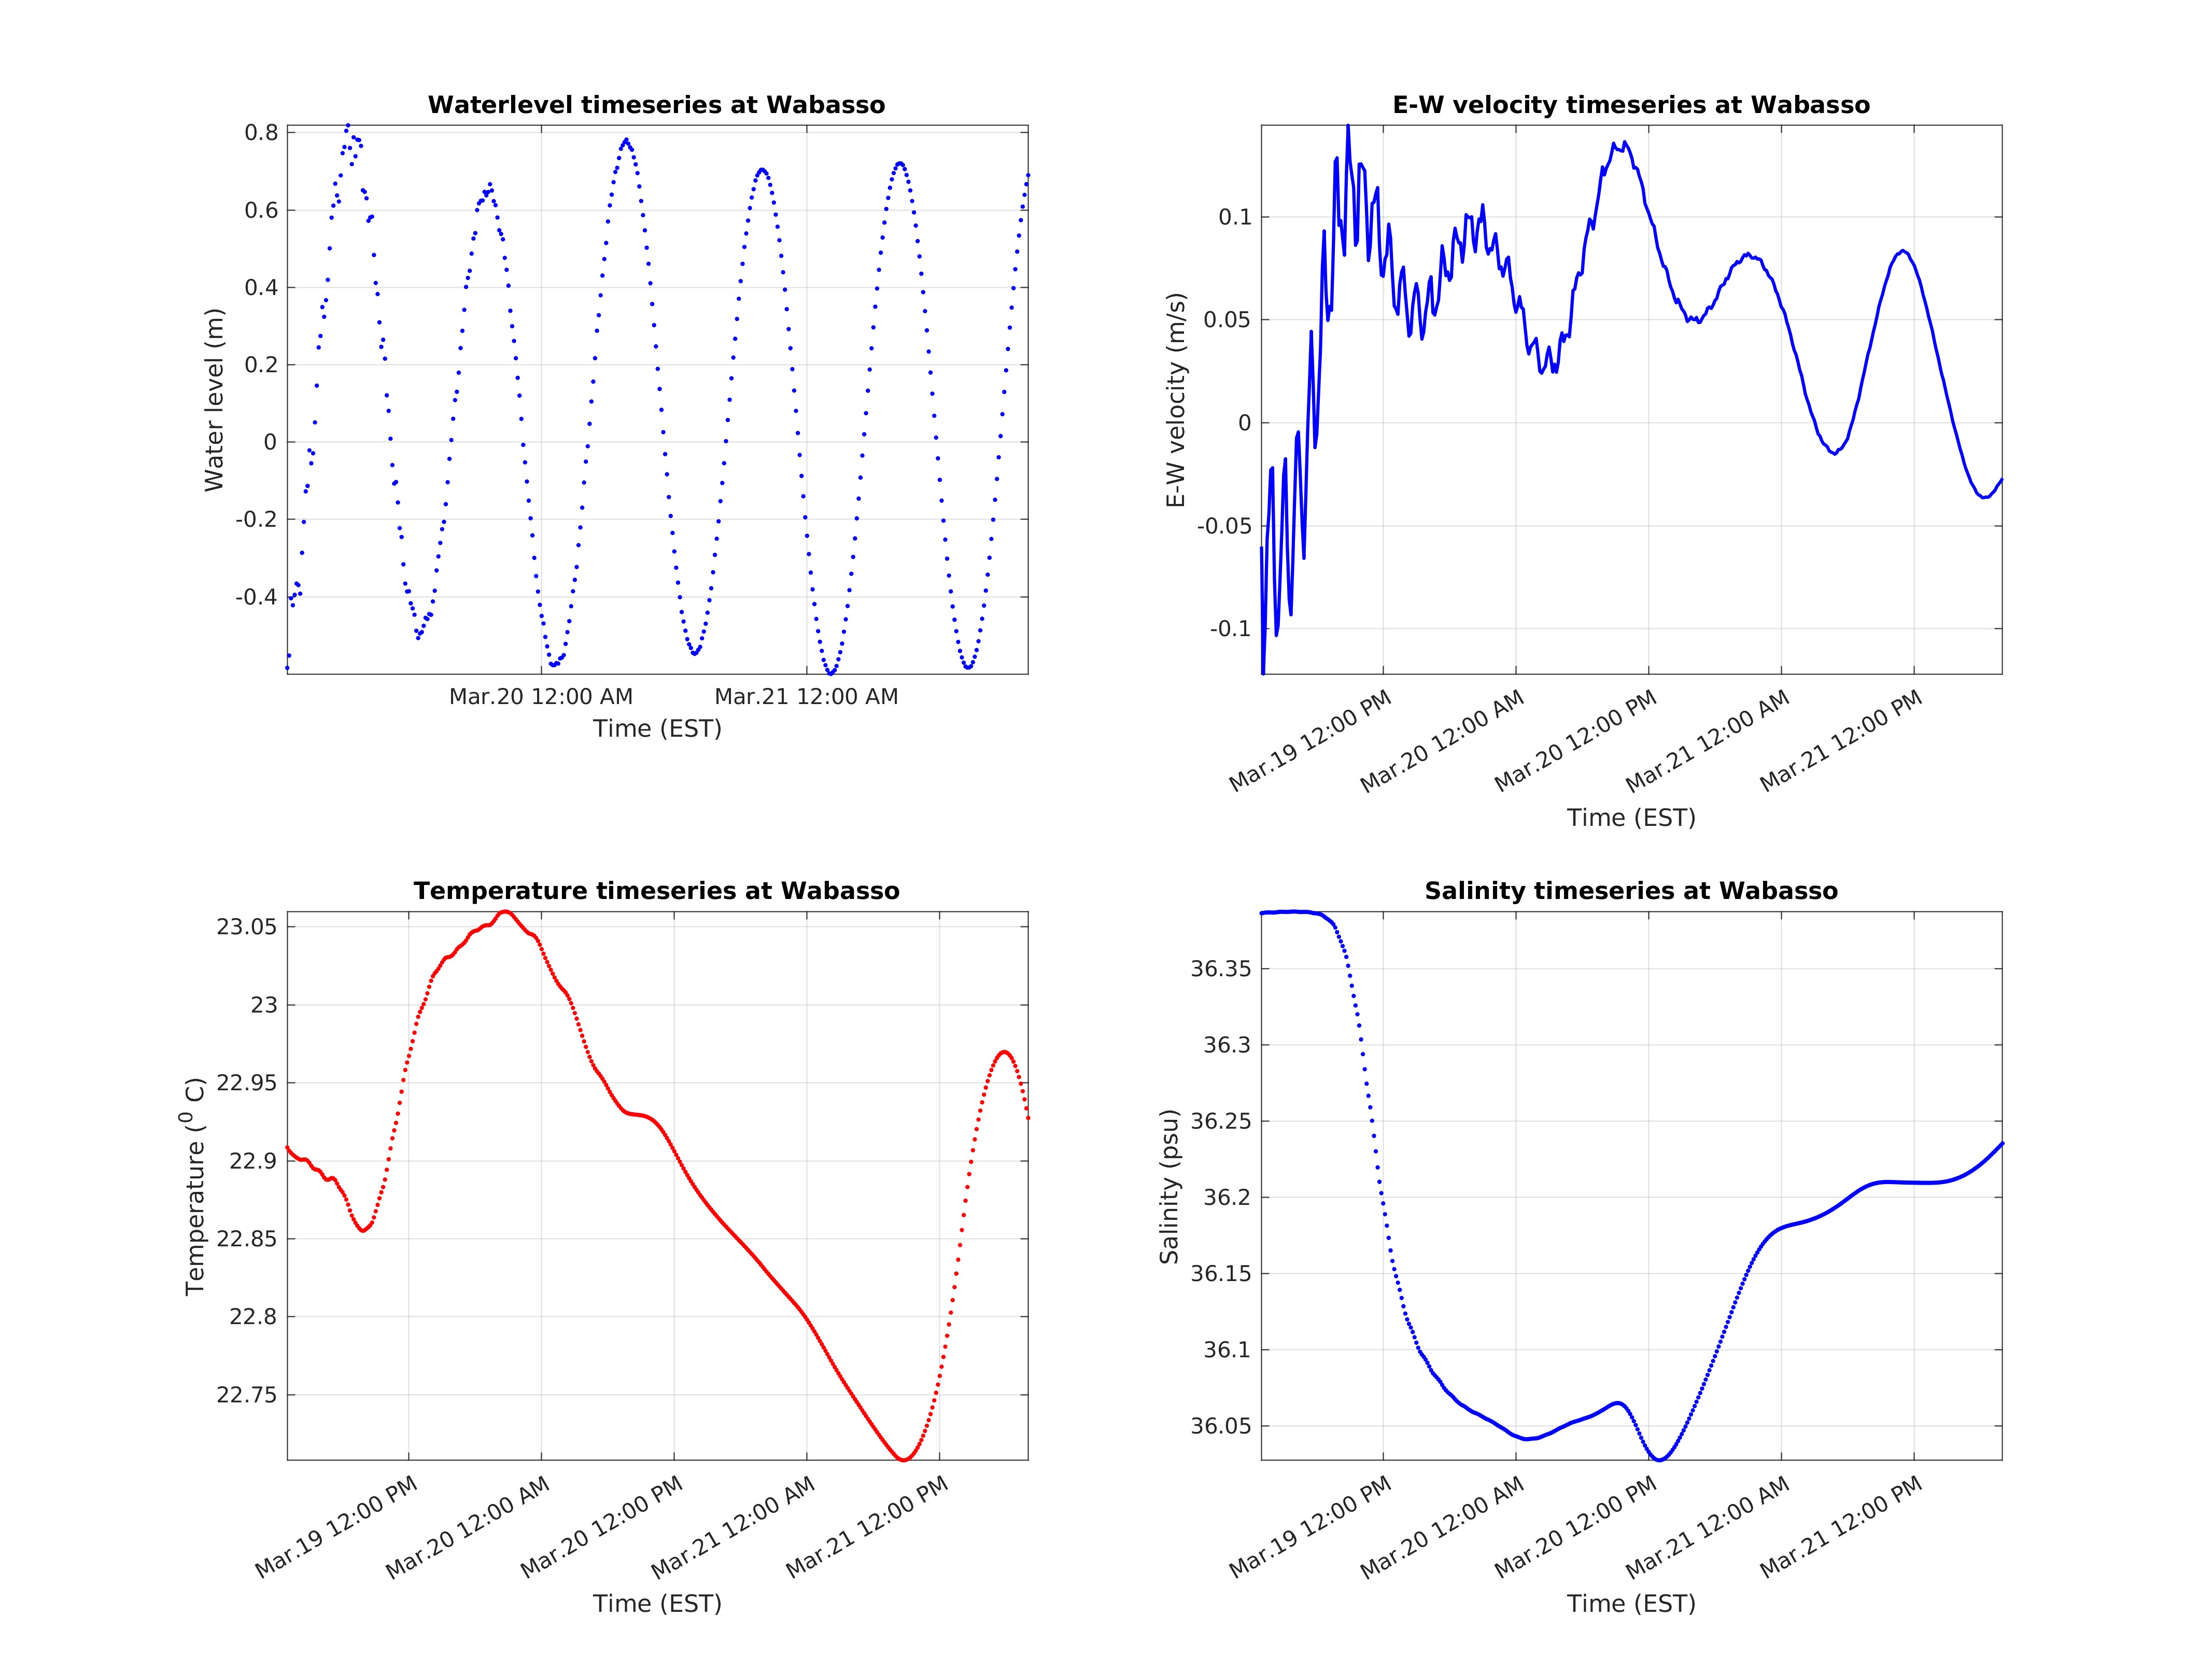 Waterlevel timeseries at Wabasso
0.8
0.6
0.4
0.2
0
-0.2
-0.4
Water level (m)
Mar.20 12:00 AM
Mar.21 12:00 AM
Time (EST)
E-W velocity timeseries at Wabasso
0.1
0.05
0
-0.05
-0.1
E-W velocity (m/s)
Mar.19 12:00 PM
Mar.20 12:00 AM
Mar.20 12:00 PM
Mar.21 12:00 AM
Mar.21 12:00 PM
Time (EST)
Temperature timeseries at Wabasso
23.05
23
22.95
22.9
22.85
22.8
22.75
Temperature (⁰ C)
Mar.19 12:00 PM
Mar.20 12:00 AM
Mar.20 12:00 PM
Mar.21 12:00 AM
Mar.21 12:00 PM
Time (EST)
Salinity timeseries at Wabasso
36.35
36.3
36.25
36.2
36.15
36.1
36.05
Salinity (psu)
Mar.19 12:00 PM
Mar.20 12:00 AM
Mar.20 12:00 PM
Mar.21 12:00 AM
Mar.21 12:00 PM
Time (EST)